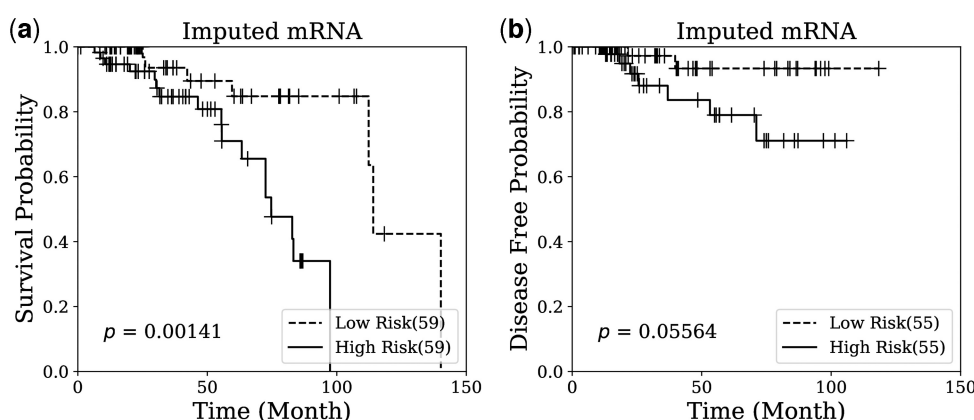 (a)
Imputed mRNA
Survival Probability
1.0
0.8
0.6
0.4
0.2
0.0
p = 0.00141
Low Risk(59)
High Risk(59)
0 50 100 150
Time (Month)
(b)
Imputed mRNA
Disease Free Probability
1.0
0.8
0.6
0.4
0.2
0.0
p = 0.05564
Low Risk(55)
High Risk(55)
0 50 100 150
Time (Month)